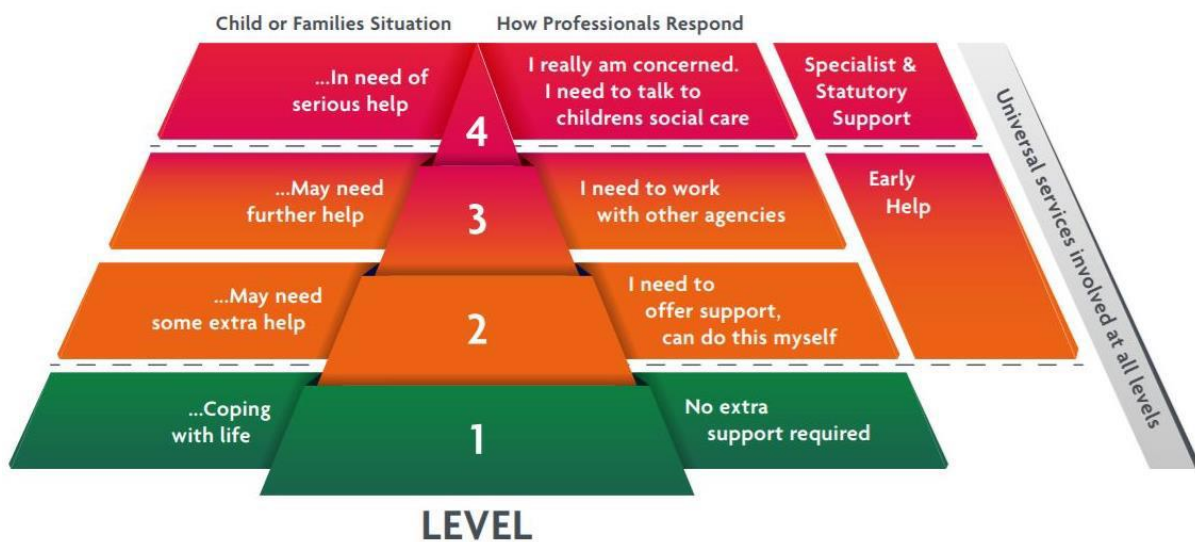 Child or Families Situation
How Professionals Respond
...In need of
serious help
4
I really am concerned.
I need to talk to
childrens social care
Specialist &
Statutory
Support
...May need
further help
3
I need to work
with other agencies
Early
Help
...May need
some extra help
2
I need to
offer support,
can do this myself
...Coping
with life
1
No extra
support required
Universal services involved at all levels
LEVEL